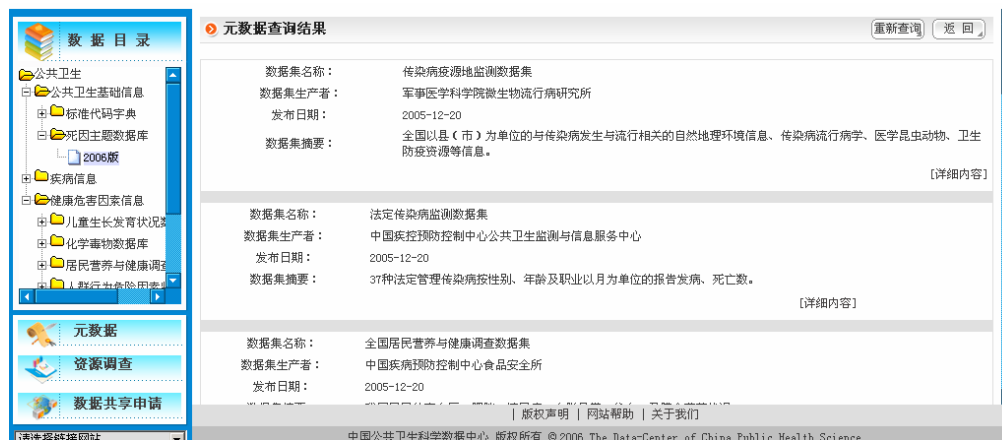 数据目录
公共卫生
公共卫生基础信息
标准代码字典
死因主题数据库
2006版
疾病信息
健康危害因素信息
儿童生长发育状况数
化学毒物数据库
居民营养与健康调查
人群行为危险因素
元数据
资源调查
数据共享申请
请选择链接网站
元数据查询结果
重新查询 返回
数据集名称： 传染病疫源地监测数据集
数据集生产者： 军事医学科学院微生物流行病研究所
发布日期： 2005-12-20
数据集摘要： 全国以县（市）为单位的与传染病发生与流行相关的自然地理环境信息、传染病流行病学、医学昆虫动物、卫生
防疫资源等信息。
[详细内容]
数据集名称： 法定传染病监测数据集
数据集生产者： 中国疾控预防控制中心公共卫生监测与信息服务中心
发布日期： 2005-12-20
数据集摘要： 37种法定管理传染病按性别、年龄及职业以月为单位的报告发病、死亡数。
[详细内容]
数据集名称： 全国居民营养与健康调查数据集
数据集生产者： 中国疾病预防控制中心食品安全所
发布日期： 2005-12-20
| 版权声明 | 网站帮助 | 关于我们
中国公共卫生科学数据中心 版权所有 ©2006 The Data-Center of China Public Health Science